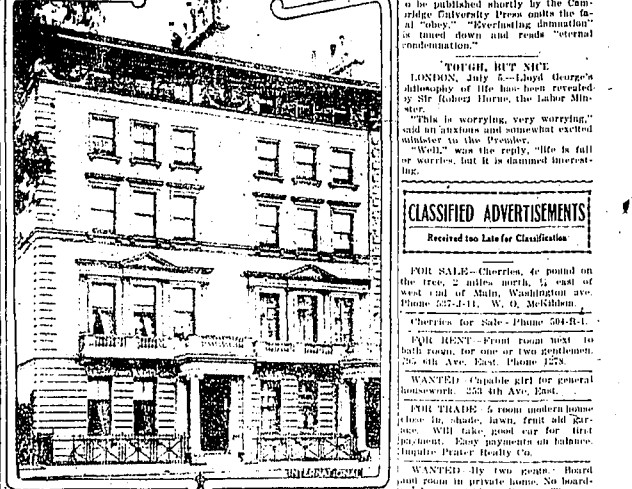 INTERNATIONAL
to be published shortly by the Cam-
bridge University Press omits the fa-
al "obey." "Everlasting damnation"
is tuned down and reads "eternal
condemnation."
TOUGH, BUT NICE
LONDON, July 5.—Lloyd George's
philosophy of life has been revealed
by Sir Robert Horne, the Labor Min-
ister.
"This is worrying, very worrying,"
said an anxious and somewhat excited
minister to the Premier.
"Well," was the reply, "life is full
of worries, but it is damned interest-
ing.
CLASSIFIED ADVERTISEMENTS
Received too Late for Classification
FOR SALE—Cherries, 4c pound on
the tree, 2 miles north, ¼ east of
west end of Main, Washington ave.
Phone 537-J-11. W. O. McKibben.
Cherries for Sale - Phone 504-R-1.
FOR RENT—Front room next to
bath room, for one or two gentlemen.
6th Ave. East. Phone 1278.
WANTED—Capable girl for general
housework. 253 4th Ave. East.
FOR TRADE—5 room modern house
close in, shade, lawn, fruit and gar-
age. Will take good car for first
payment. Easy payments on balance.
Inquire Prater Realty Co.
WANTED—By two gents: Board
and room in private home. No board-